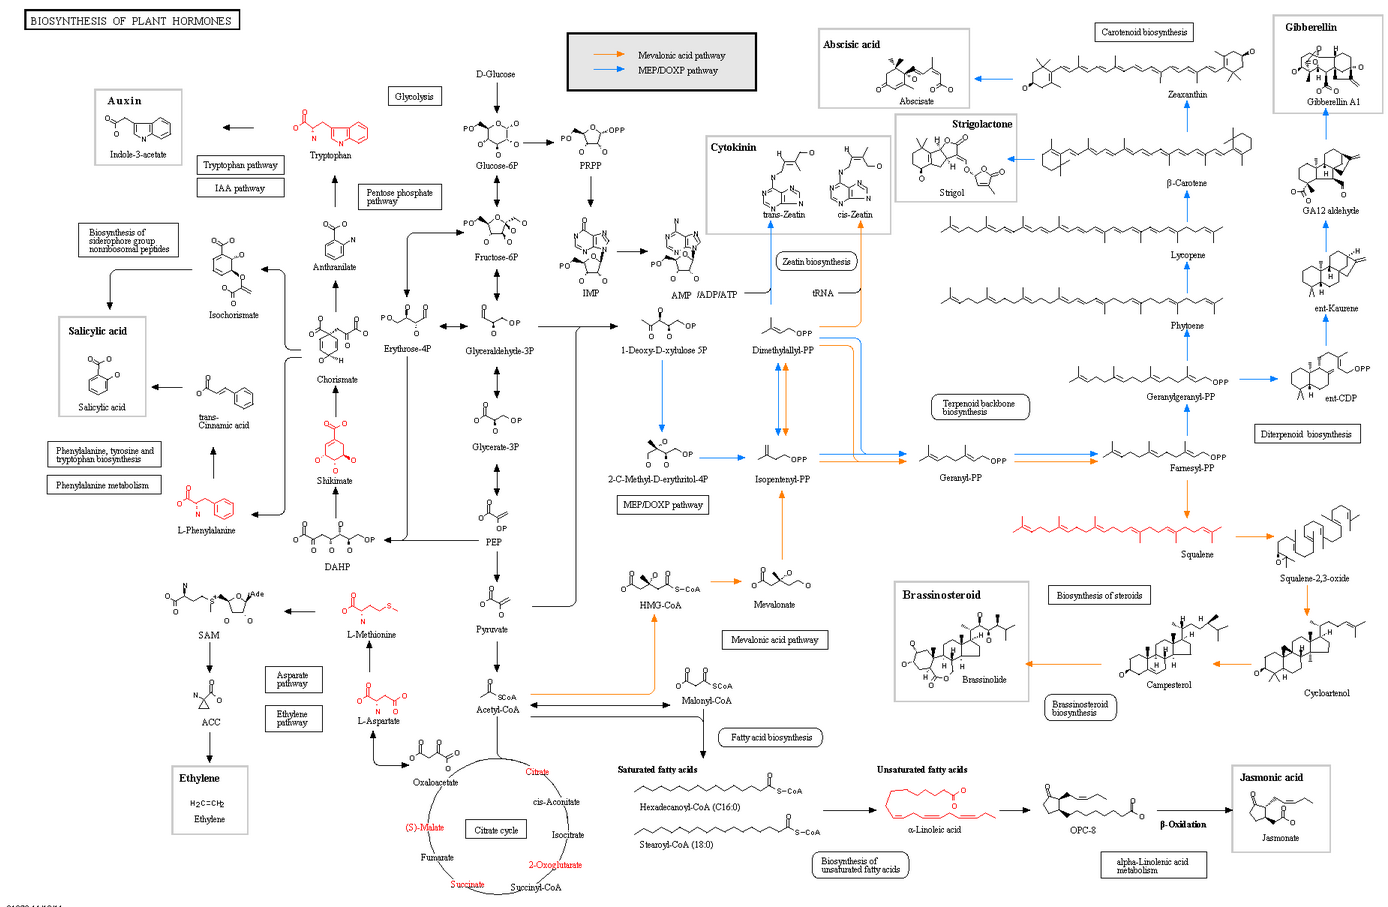 BIOSYNTHESIS OF PLANT HORMONES
Mevalonic acid pathway
MEP/DOXP pathway
Auxin
Indole-3-acetate
Tryptophan
Tryptophan pathway
IAA pathway
Anthranilate
Biosynthesis of
siderophore group
nonribosomal peptides
Isochorismate
Salicylic acid
Salicylic acid
Chorismate
trans-
Cinnamic acid
Phenylalanine, tyrosine and
tryptophan biosynthesis
Phenylalanine metabolism
L-Phenylalanine
Shikimate
DAHP
Glycolysis
D-Glucose
Glucose-6P
PRPP
Pentose phosphate
pathway
Fructose-6P
IMP
AMP /ADP/ATP
Erythrose-4P
Glyceraldehyde-3P
Glycerate-3P
PEP
Pyruvate
Acetyl-CoA
SAM
L-Methionine
Asparate
pathway
Ethylene
pathway
ACC
L-Aspartate
Ethylene
H2C=CH2
Ethylene
Oxaloacetate
Citrate
cis-Aconitate
Isocitrate
2-Oxoglutarate
Succinyl-CoA
Succinate
Fumarate
(S)-Malate
Citrate cycle
Cytokinin
trans-Zeatin
cis-Zeatin
Zeatin biosynthesis
tRNA
1-Deoxy-D-xylulose 5P
Dimethylallyl-PP
2-C-Methyl-D-erythritol-4P
Isopentenyl-PP
MEP/DOXP pathway
HMG-CoA
Mevalonate
Mevalonic acid pathway
Malonyl-CoA
Fatty acid biosynthesis
Saturated fatty acids
Hexadecanoyl-CoA (C16:0)
Stearoyl-CoA (18:0)
Unsaturated fatty acids
α-Linoleic acid
Biosynthesis of
unsaturated fatty acids
OPC-8
β-Oxidation
alpha-Linolenic acid
metabolism
Jasmonic acid
Jasmonate
Abscisic acid
Abscisate
Carotenoid biosynthesis
Zeaxanthin
Gibberellin
Gibberellin A1
Strigolactone
Strigol
β-Carotene
GA12 aldehyde
Lycopene
ent-Kaurene
Phytoene
Geranylgeranyl-PP
ent-CDP
Terpenoid backbone
biosynthesis
Diterpenoid biosynthesis
Geranyl-PP
Farnesyl-PP
Squalene
Squalene-2,3-oxide
Brassinosteroid
Brassinolide
Biosynthesis of steroids
Campesterol
Cycloartenol
Brassinosteroid
biosynthesis